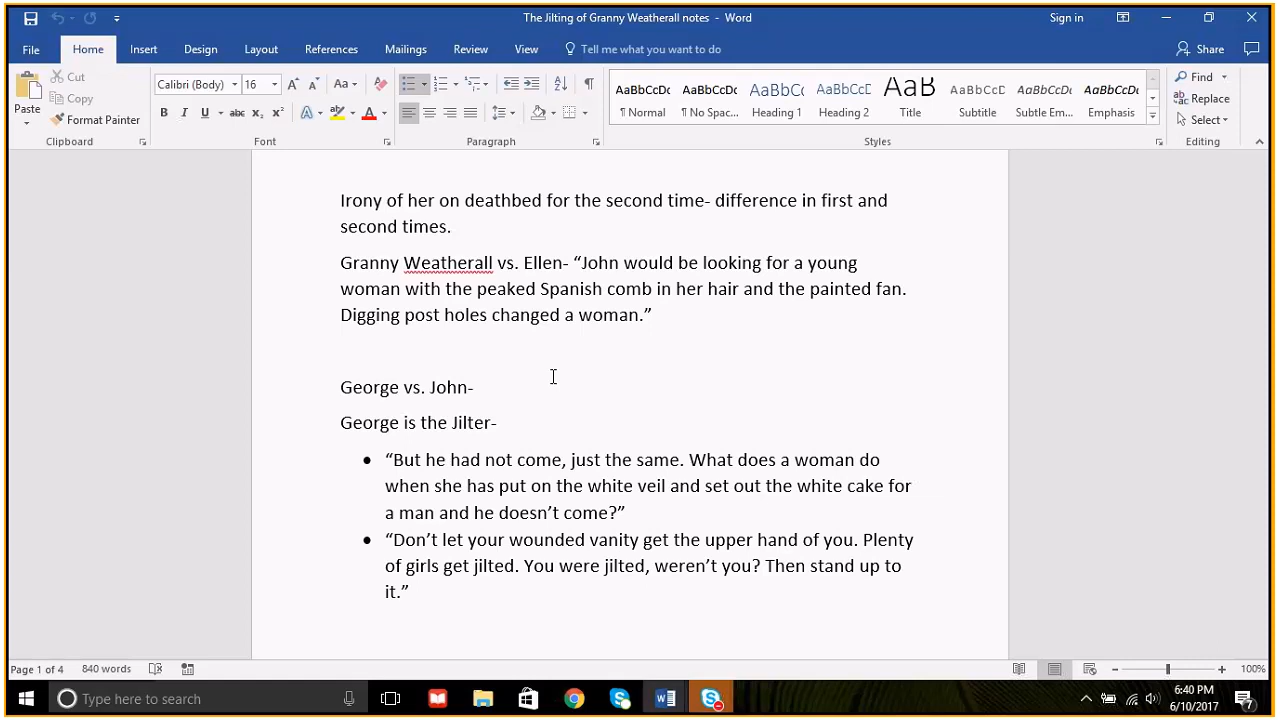 The Jilting of Granny Weatherall notes - Word
Sign in
File Home Insert Design Layout References Mailings Review View Tell me what you want to do
Share
Cut
Copy
Format Painter
Paste
Clipboard
Calibri (Body) 16
Font
Paragraph
AaBbCcDc AaBbCcDc AaBbC AaBbCcC AaB AaBbCcD AaBbCcDc AaBbCcDc
¶ Normal ¶ No Spac... Heading 1 Heading 2 Title Subtitle Subtle Em... Emphasis
Styles
Find
Replace
Select
Editing
Irony of her on deathbed for the second time- difference in first and
second times.
Granny Weatherall vs. Ellen- “John would be looking for a young
woman with the peaked Spanish comb in her hair and the painted fan.
Digging post holes changed a woman.”
George vs. John-
George is the Jilter-
• “But he had not come, just the same. What does a woman do
when she has put on the white veil and set out the white cake for
a man and he doesn’t come?”
• “Don’t let your wounded vanity get the upper hand of you. Plenty
of girls get jilted. You were jilted, weren’t you? Then stand up to
it.”
Page 1 of 4 840 words
100%
Type here to search
6:40 PM
6/10/2017
7